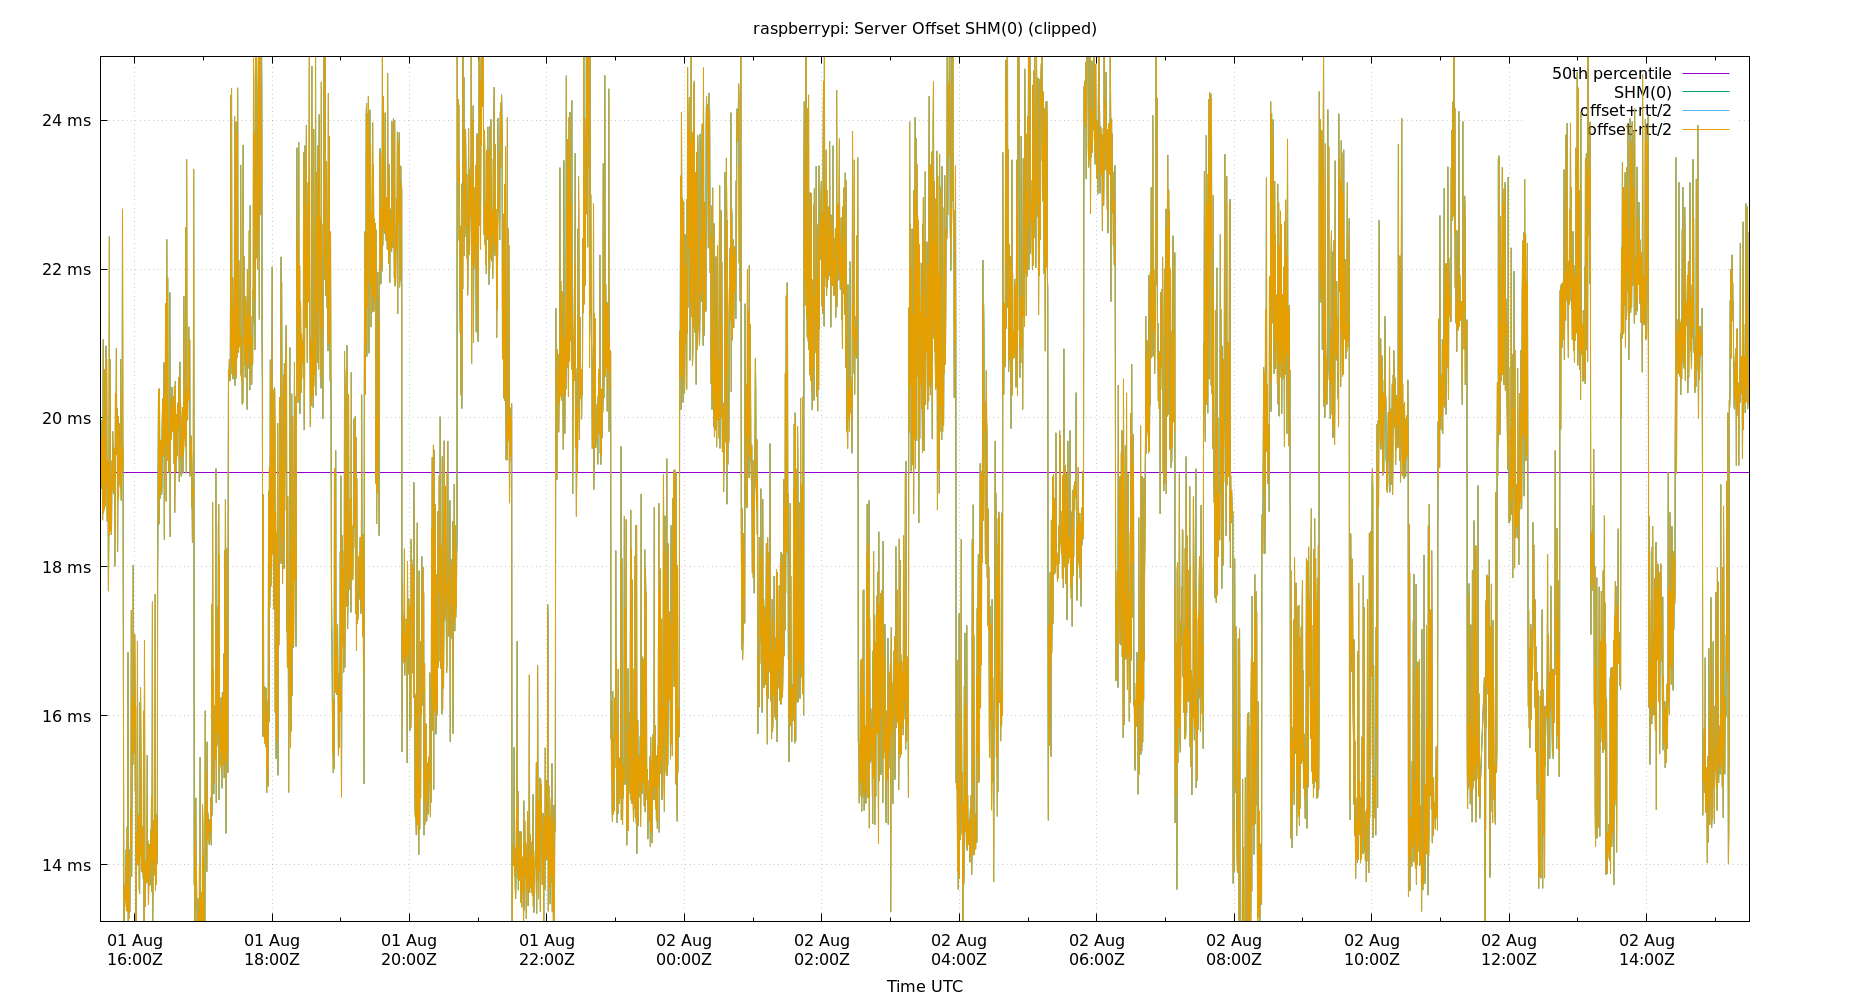 raspberrypi: Server Offset SHM(0) (clipped)
50th percentile
SHM(0)
offset+rtt/2
offset-rtt/2
24 ms
22 ms
20 ms
18 ms
16 ms
14 ms
01 Aug 01 Aug 01 Aug 01 Aug 02 Aug 02 Aug 02 Aug 02 Aug 02 Aug 02 Aug 02 Aug 02 Aug
16:00Z 18:00Z 20:00Z 22:00Z 00:00Z 02:00Z 04:00Z 06:00Z 08:00Z 10:00Z 12:00Z 14:00Z
Time UTC